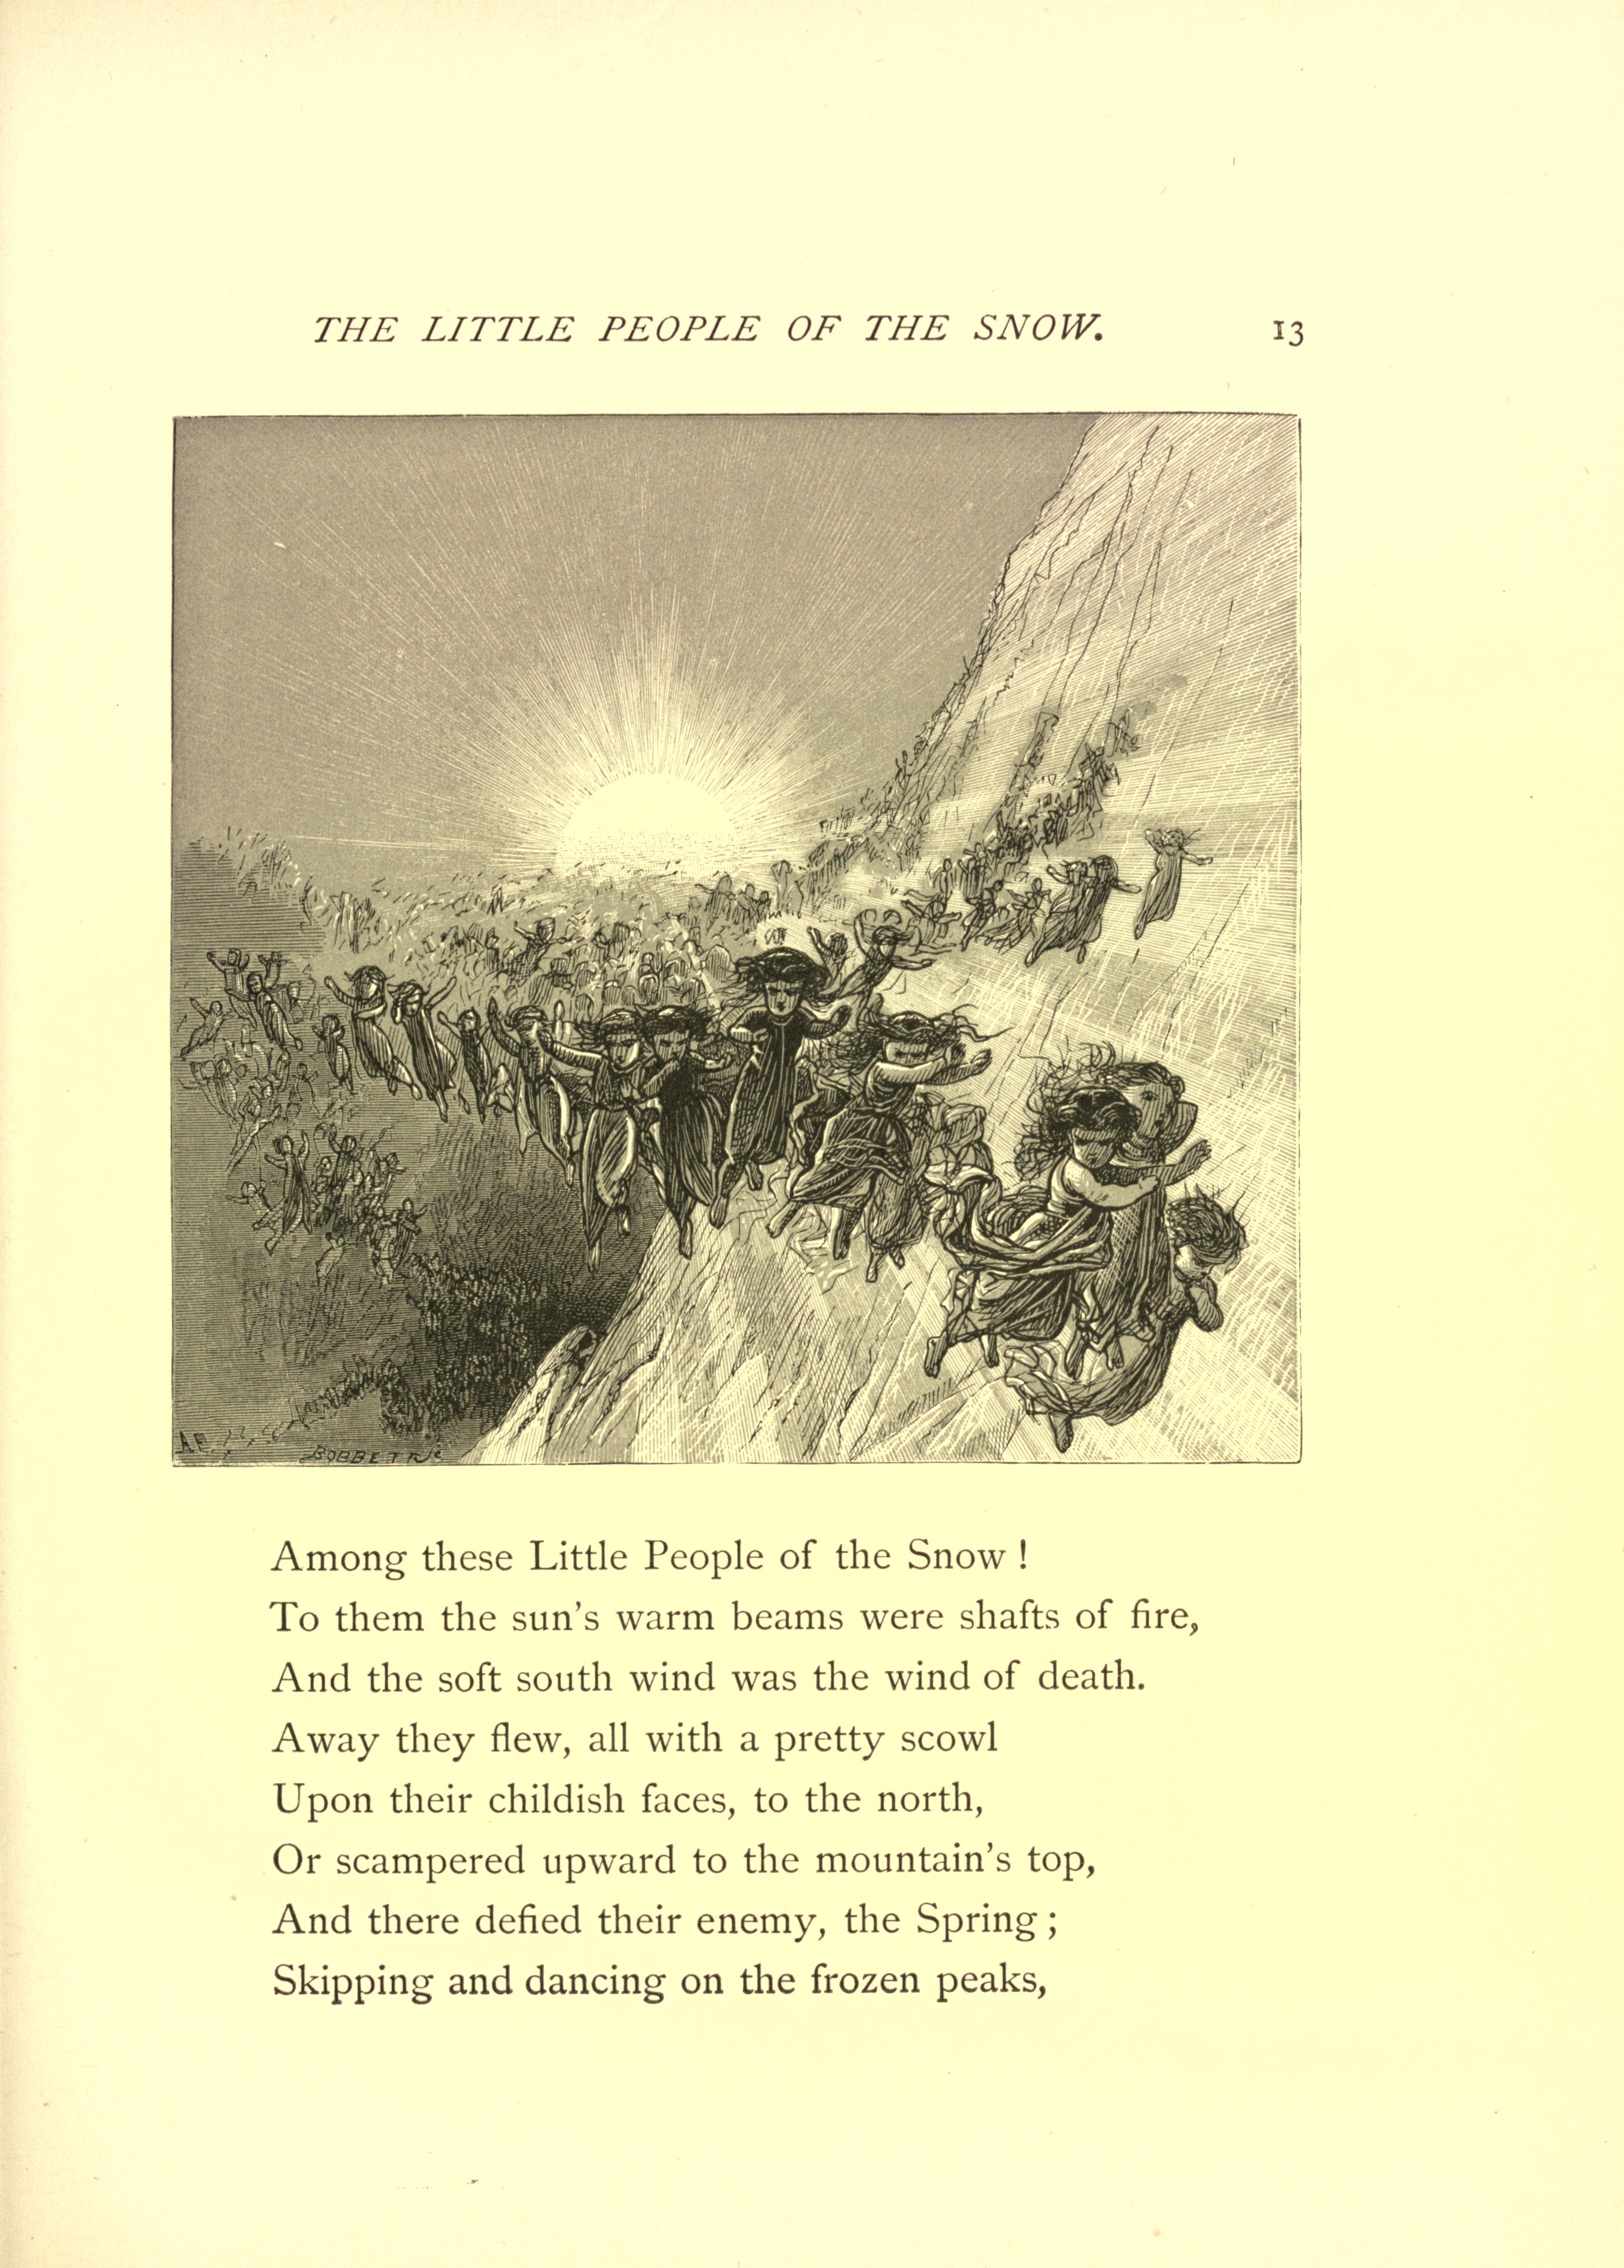 THE LITTLE PEOPLE OF THE SNOW. 13
A.F.
Among these Little People of the Snow !
To them the sun's warm beams were shafts of fire,
And the soft south wind was the wind of death.
Away they flew, all with a pretty scowl
Upon their childish faces, to the north,
Or scampered upward to the mountain's top,
And there defied their enemy, the Spring ;
Skipping and dancing on the frozen peaks,